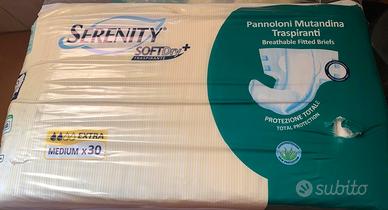 SERENITY®
SOFTDry+
TRASPIRANTE
Pannoloni Mutandina
Traspiranti
Breathable Fitted Briefs
PROTEZIONE TOTALE
TOTAL PROTECTION
EXTRA
MEDIUM x30
subito